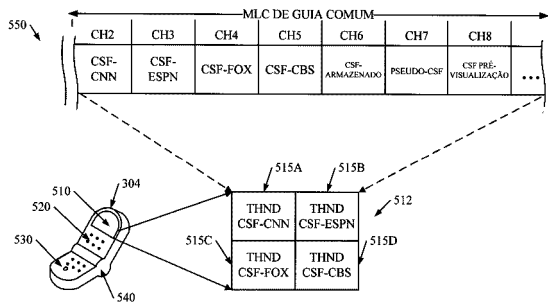 MLC DE GUIA COMUM
550
CH2 CH3 CH4 CH5 CH6 CH7 CH8
CSF-CNN CSF-ESPN CSF-FOX CSF-CBS CSF-ARMAZENADO PSEUDO-CSF CSF PRÉ-VISUALIZAÇÃO ...
515A 515B
510 304
520
530
540
THND CSF-CNN THND CSF-ESPN
512
515C THND CSF-FOX THND CSF-CBS 515D